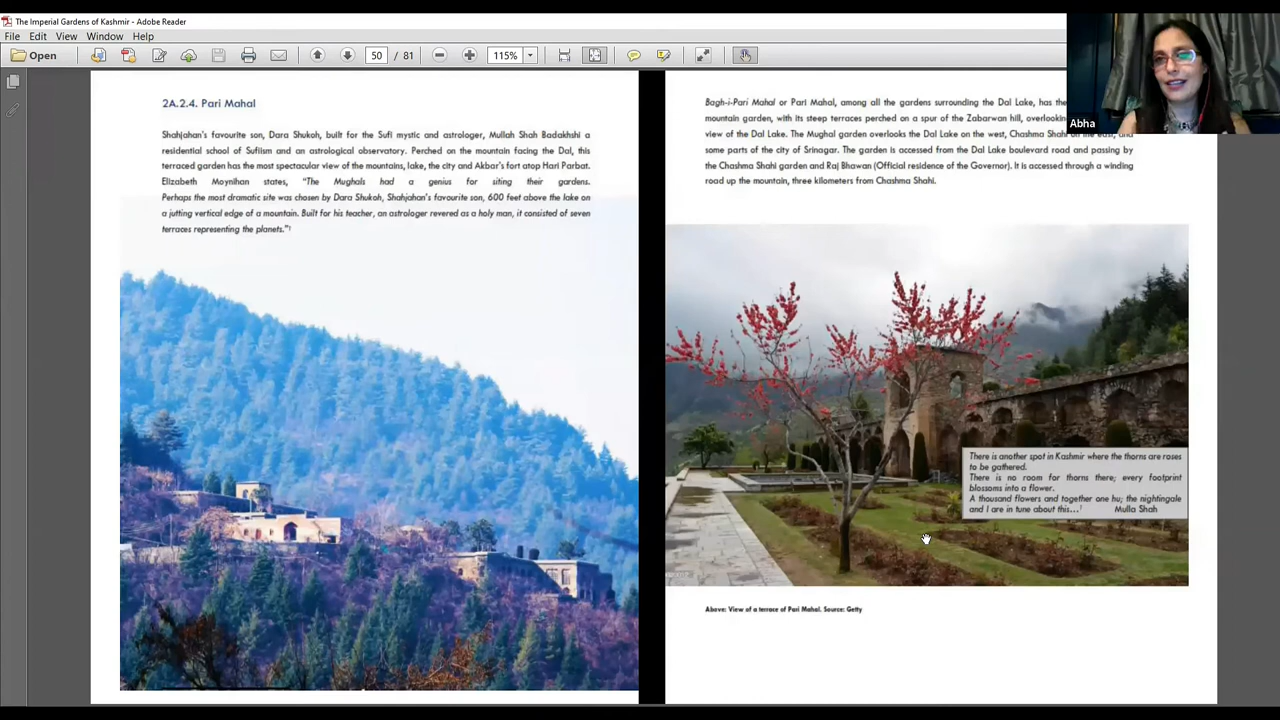 The Imperial Gardens of Kashmir - Adobe Reader
File Edit View Window Help
Open
50 / 81
115%
Abha
2A.2.4. Pari Mahal
Shahjahan's favourite son, Dara Shukoh, built for the Sufi mystic and astrologer, Mullah Shah Badakhshi a
residential school of Sufiism and an astrological observatory. Perched on the mountain facing the Dal, this
terraced garden has the most spectacular view of the mountains, lake, the city and Akbar's fort atop Hari Parbat.
Elizabeth Moynihan states, "The Mughals had a genius for siting their gardens.
Perhaps the most dramatic site was chosen by Dara Shukoh, Shahjahan's favourite son, 600 feet above the lake on
a jutting vertical edge of a mountain. Built for his teacher, an astrologer revered as a holy man, it consisted of seven
terraces representing the planets."¹
Bagh-i-Pari Mahal or Pari Mahal, among all the gardens surrounding the Dal Lake, has the
mountain garden, with its steep terraces perched on a spur of the Zabarwan hill, overlooking
view of the Dal Lake. The Mughal garden overlooks the Dal Lake on the west, Chasma Shahi on the east, and
some parts of the city of Srinagar. The garden is accessed from the Dal Lake boulevard road and passing by
the Chashma Shahi garden and Raj Bhawan (Official residence of the Governor). It is accessed through a winding
road up the mountain, three kilometers from Chashma Shahi.
There is another spot in Kashmir where the thorns are roses
to be gathered.
There is no room for thorns there; every footprint
blossoms into a flower.
A thousand flowers and together one hu; the nightingale
and I are in tune about this...¹ Mulla Shah
Above: View of a terrace of Pari Mahal. Source: Getty